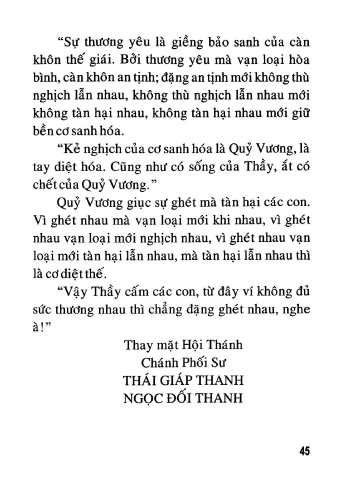 “Sự thương yêu là giềng bảo sanh của càn
khôn thế giái. Bởi thương yêu mà vạn loại hòa
bình, càn khôn an tịnh; đặng an tịnh mới không thù
nghịch lẫn nhau, không thù nghịch lẫn nhau mới
không tàn hại nhau, không tàn hại nhau mới giữ
bền cơ sanh hóa.
“Kẻ nghịch của cơ sanh hóa là Quỷ Vương, là
tay diệt hóa. Cũng như có sống của Thầy, ắt có
chết của Quỷ Vương.”
Quỷ Vương giục sự ghét mà tàn hại các con.
Vì ghét nhau mà vạn loại mới khi nhau, vì ghét
nhau vạn loại mới nghịch nhau, vì ghét nhau vạn
loại mới tàn hại lẫn nhau, mà tàn hại lẫn nhau thì
là cơ diệt thế.
“Vậy Thầy cấm các con, từ đây ví không đủ
sức thương nhau thì chẳng đặng ghét nhau, nghe
à!”
Thay mặt Hội Thánh
Chánh Phối Sư
THÁI GIÁP THANH
NGỌC ĐỐI THANH
45